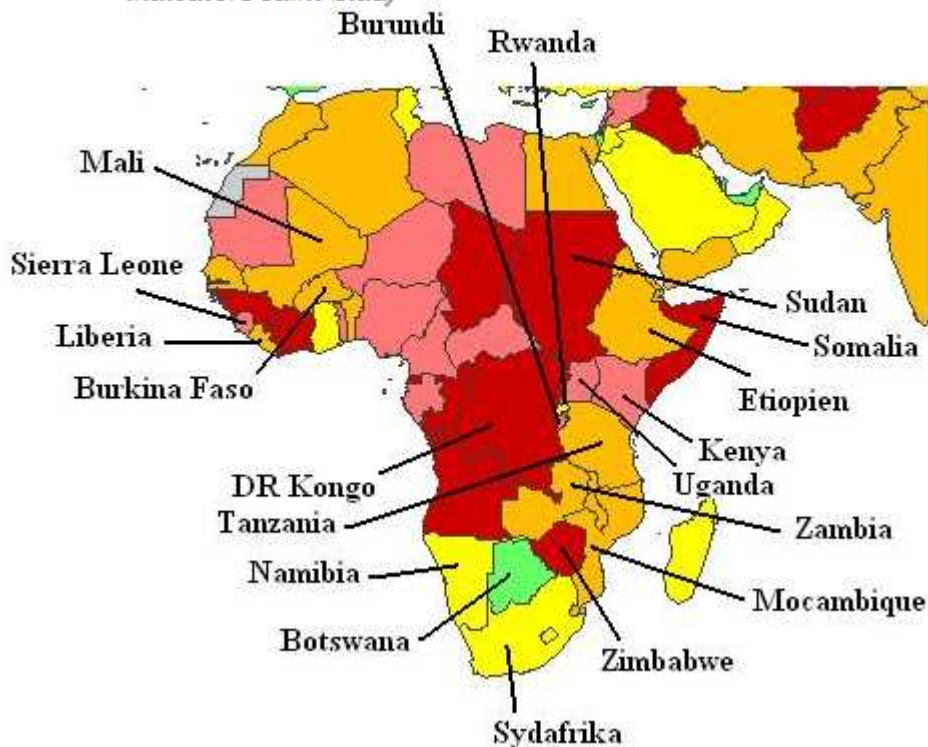 Burundi
Rwanda
Mali
Sierra Leone
Liberia
Burkina Faso
Sudan
Somalia
Etiopien
Kenya
Uganda
DR Kongo
Tanzania
Zambia
Namibia
Mocambique
Botswana
Zimbabwe
Sydafrika